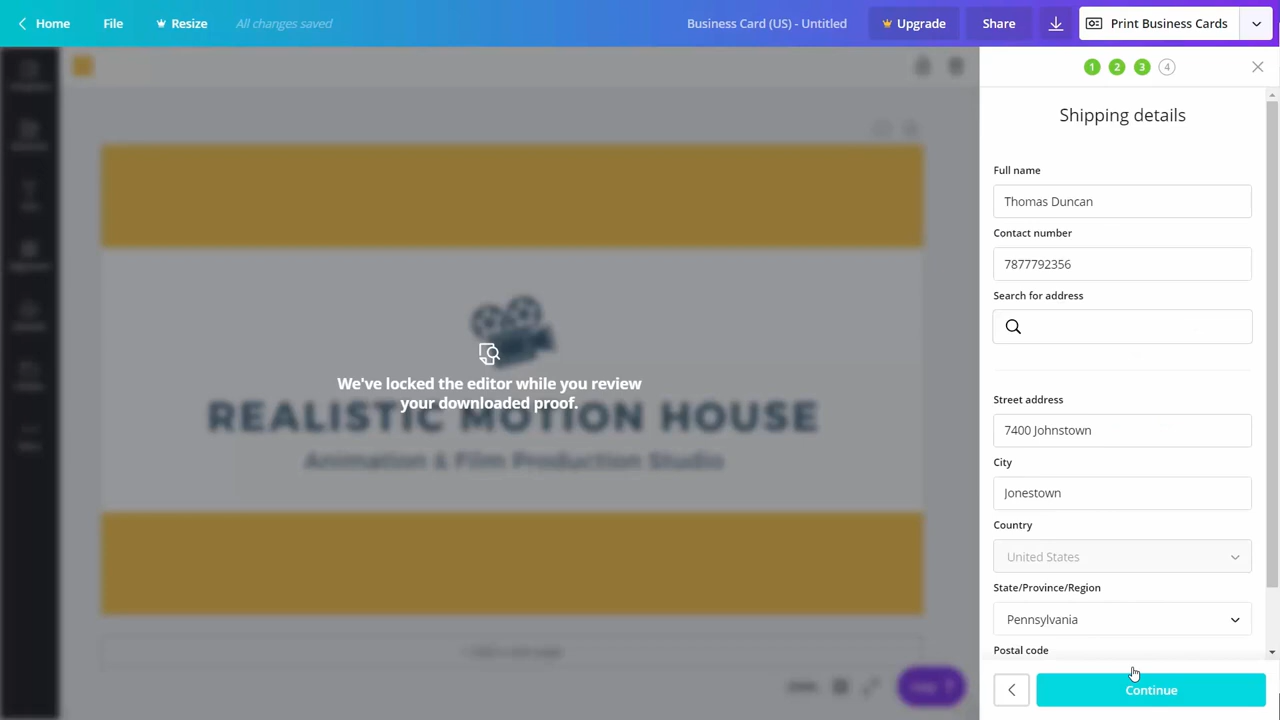 Home
File
Resize
All changes saved
Business Card (US) - Untitled
Upgrade
Share
Print Business Cards
1 2 3 4
Shipping details
Full name
Thomas Duncan
Contact number
7877792356
Search for address
Street address
7400 Johnstown
City
Jonestown
Country
United States
State/Province/Region
Pennsylvania
Postal code
Continue
We've locked the editor while you review
your downloaded proof.
REALISTIC MOTION HOUSE
Animation & Film Production Studio